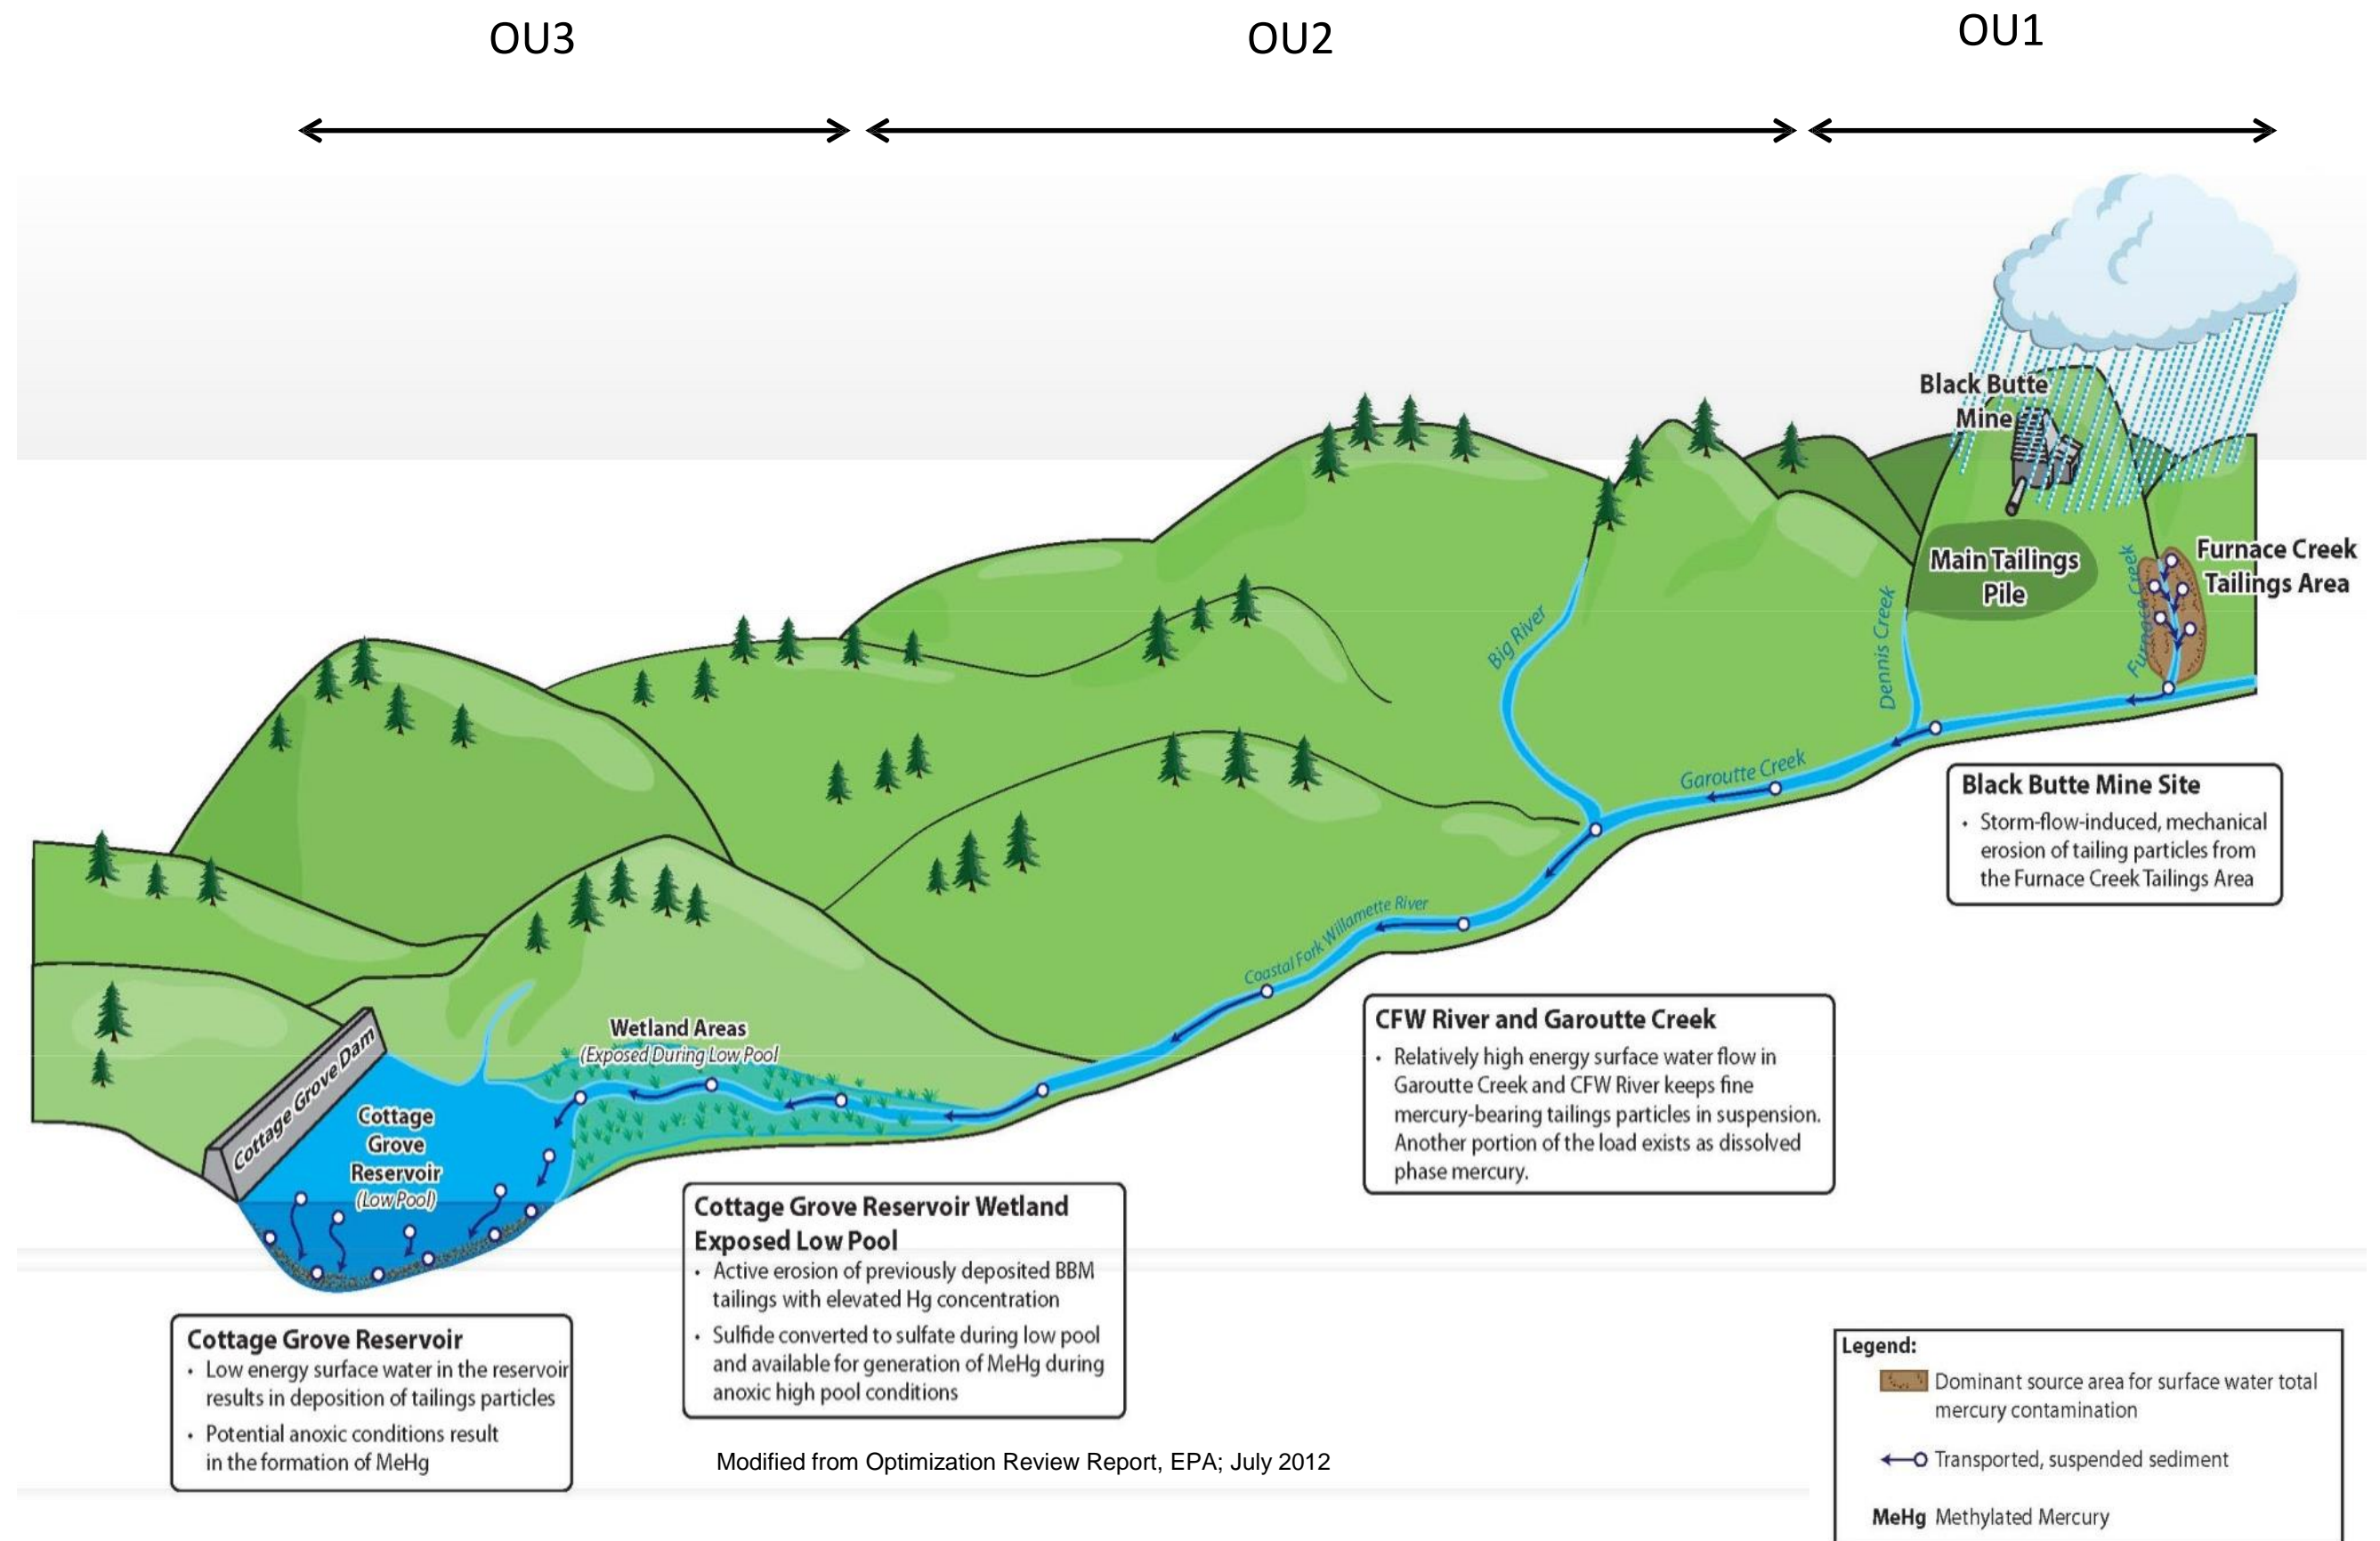 OU3
OU2
OU1
Black Butte
Mine
Main Tailings
Pile
Furnace Creek
Furnace Creek
Tailings Area
Dennis Creek
Big River
Garoutte Creek
Coastal Fork Willamette River
Black Butte Mine Site
• Storm-flow-induced, mechanical
erosion of tailing particles from
the Furnace Creek Tailings Area
CFW River and Garoutte Creek
• Relatively high energy surface water flow in
Garoutte Creek and CFW River keeps fine
mercury-bearing tailings particles in suspension.
Another portion of the load exists as dissolved
phase mercury.
Wetland Areas
(Exposed During Low Pool
Cottage Grove Dam
Cottage
Grove
Reservoir
(Low Pool)
Cottage Grove Reservoir Wetland
Exposed Low Pool
• Active erosion of previously deposited BBM
tailings with elevated Hg concentration
• Sulfide converted to sulfate during low pool
and available for generation of MeHg during
anoxic high pool conditions
Cottage Grove Reservoir
• Low energy surface water in the reservoir
results in deposition of tailings particles
• Potential anoxic conditions result
in the formation of MeHg
Modified from Optimization Review Report, EPA; July 2012
Legend:
Dominant source area for surface water total
mercury contamination
Transported, suspended sediment
MeHg Methylated Mercury